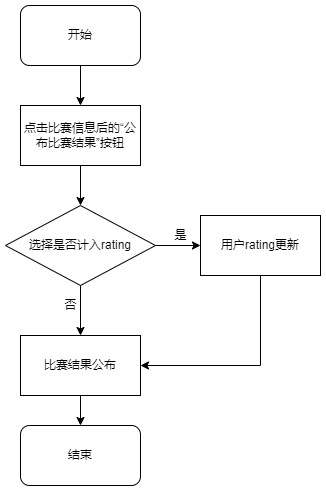 开始
点击比赛信息后的“公
布比赛结果”按钮
选择是否计入rating
是
用户rating更新
否
比赛结果公布
结束